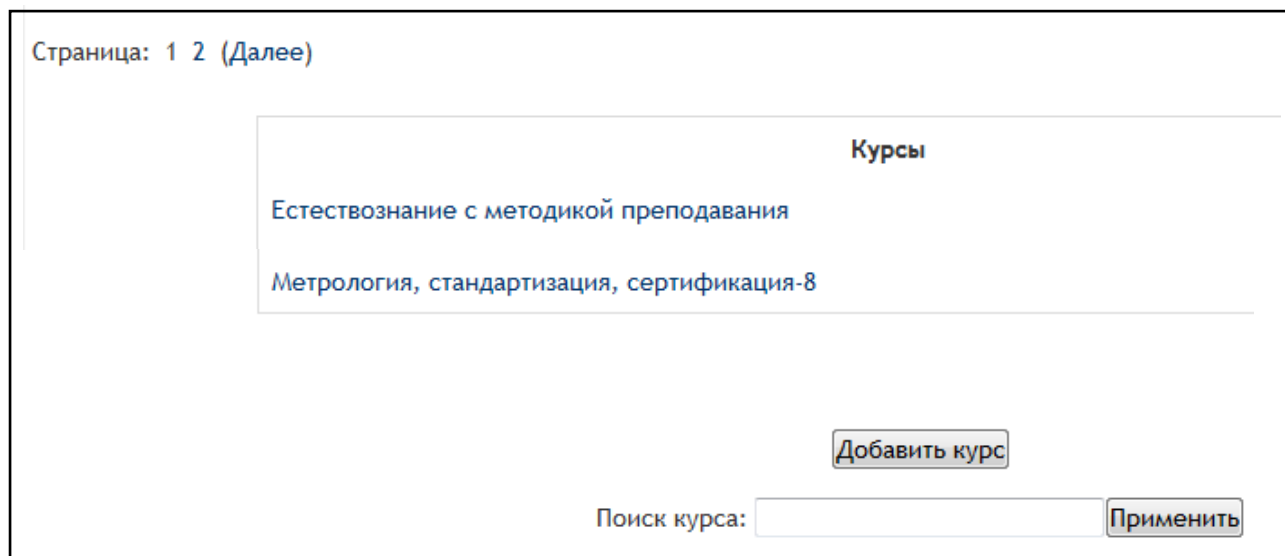 Страница: 1 2 (Далее)
Курсы
Естествознание с методикой преподавания
Метрология, стандартизация, сертификация-8
Добавить курс
Поиск курса: Применить